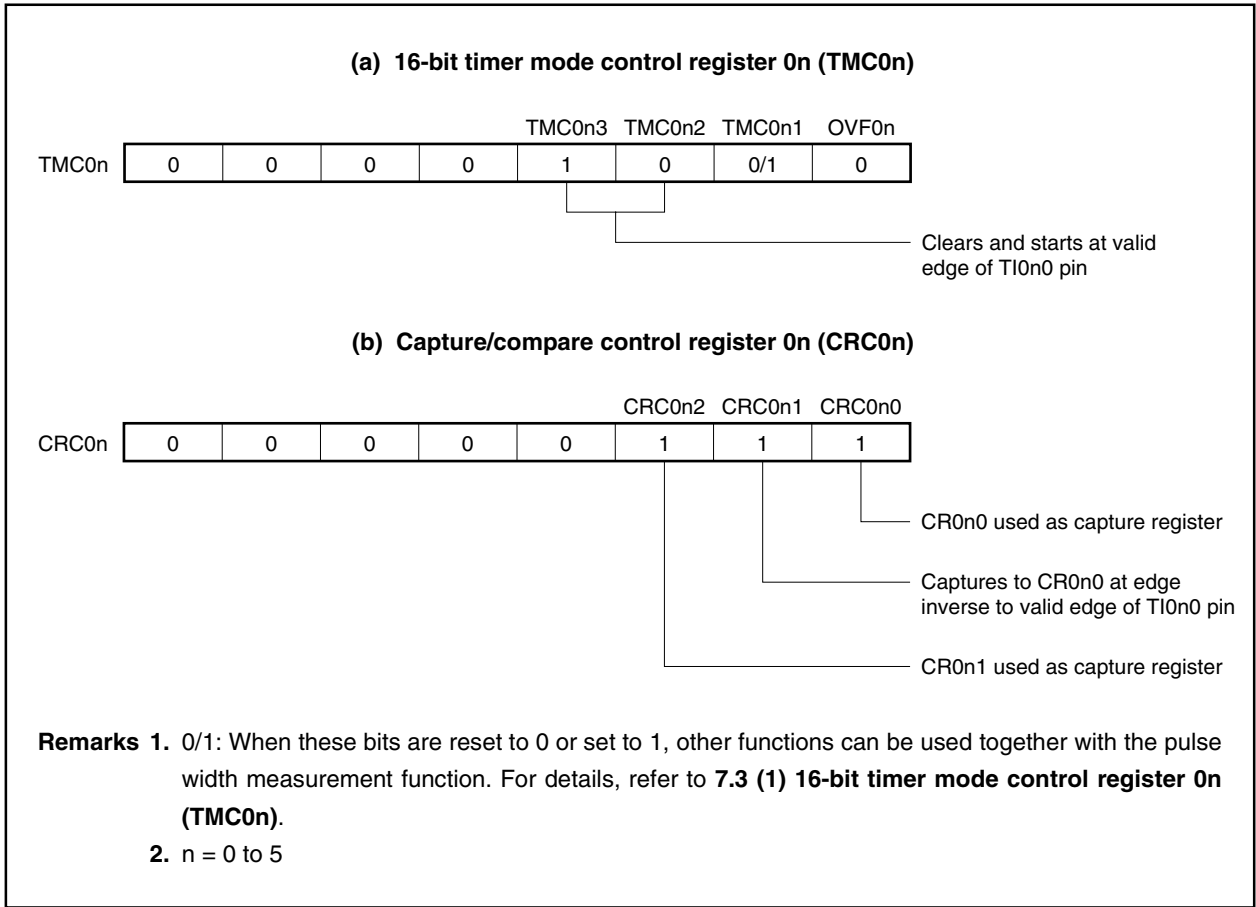 (a) 16-bit timer mode control register 0n (TMC0n)
TMC0n3 TMC0n2 TMC0n1 OVF0n
TMC0n 0 0 0 0 1 0 0/1 0
Clears and starts at valid
edge of TI0n0 pin
(b) Capture/compare control register 0n (CRC0n)
CRC0n2 CRC0n1 CRC0n0
CRC0n 0 0 0 0 0 1 1 1
CR0n0 used as capture register
Captures to CR0n0 at edge
inverse to valid edge of TI0n0 pin
CR0n1 used as capture register
Remarks 1. 0/1: When these bits are reset to 0 or set to 1, other functions can be used together with the pulse
width measurement function. For details, refer to 7.3 (1) 16-bit timer mode control register 0n
(TMC0n).
2. n = 0 to 5